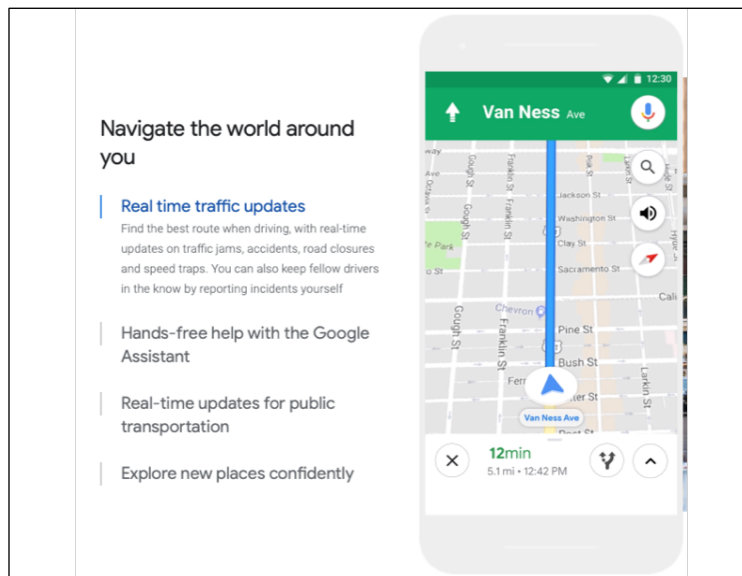 Navigate the world around
you
Real time traffic updates
Find the best route when driving, with real-time
updates on traffic jams, accidents, road closures
and speed traps. You can also keep fellow drivers
in the know by reporting incidents yourself
Hands-free help with the Google
Assistant
Real-time updates for public
transportation
Explore new places confidently
12:30
Van Ness Ave
Gough St
Franklin St
Jackson St
Washington St
Clay St
Sacramento St
Chevron
Gough St
Franklin St
Pine St
Bush St
Larkin St
Van Ness Ave
12min
5.1 mi • 12:42 PM